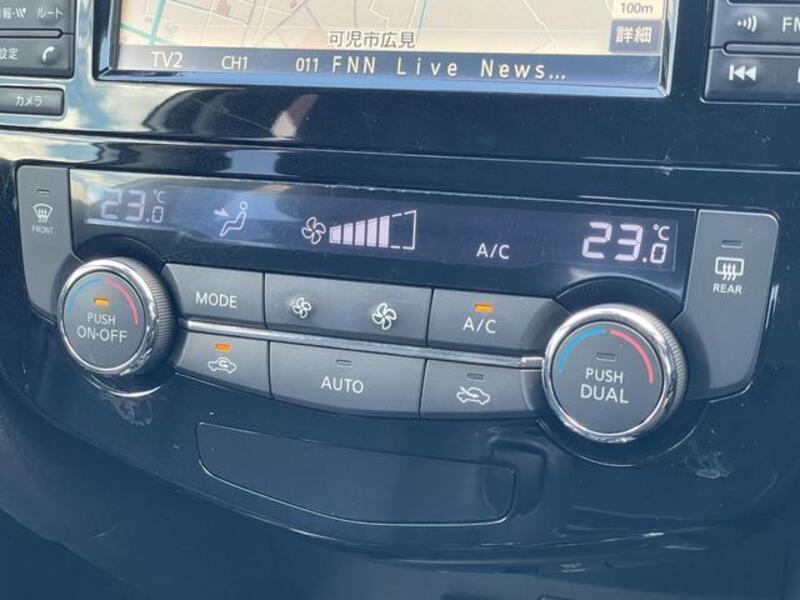 ルート
設定
カメラ
可児市広見
100m
詳細
TV2 CH1 011 FNN Live News...
FRONT
23.0 ℃
A/C
23.0 ℃
REAR
PUSH
ON·OFF
MODE
A/C
AUTO
PUSH
DUAL